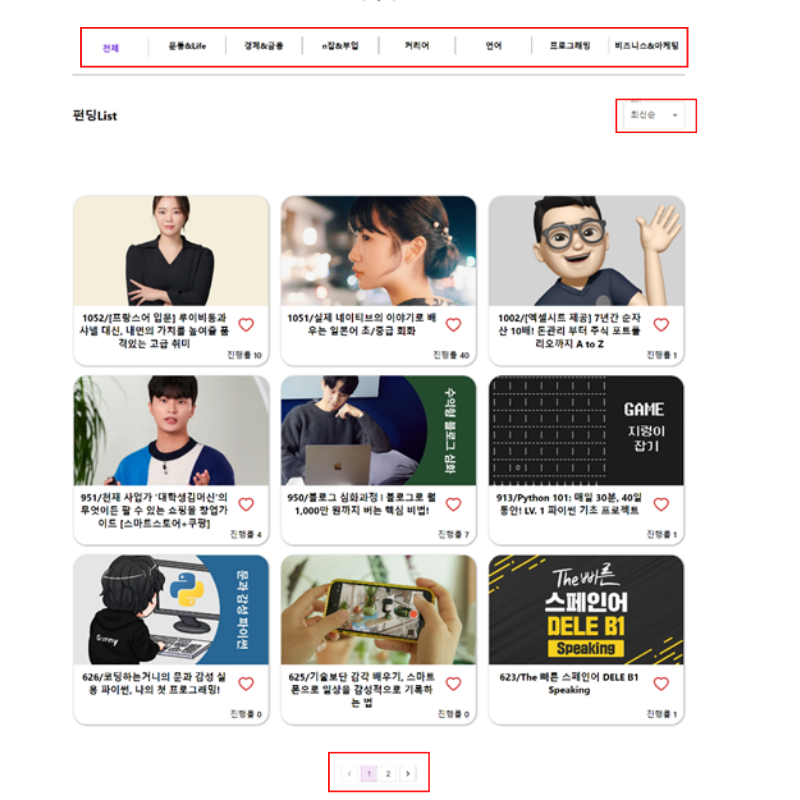 전체 운동&Life 경제&금융 n잡&부업 커리어 언어 프로그래밍 비즈니스&마케팅
펀딩List
최신순
1052/[프랑스어 입문] 루이비통과
샤넬 대신, 내면의 가치를 높여줄 품
격있는 고급 취미
진행률 10
1051/실제 네이티브의 이야기로 배
우는 일본어 초/중급 회화
진행률 40
1002/[엑셀시트 제공] 7년간 순자
산 10배! 돈관리 부터 주식 포트폴
리오까지 A to Z
진행률 1
951/천재 사업가 '대학생김머신'의
무엇이든 팔 수 있는 쇼핑몰 창업가
이드 [스마트스토어+쿠팡]
진행률 4
수익형 블로그 심화
950/블로그 심화과정 | 블로그로 월
1,000만 원까지 버는 핵심 비법!
진행률 7
GAME
지렁이
잡기
913/Python 101: 매일 30분, 40일
동안! LV. 1 파이썬 기초 프로젝트
진행률 1
Gunny
문과 감성 파이썬
626/코딩하는거니의 문과 감성 실
용 파이썬, 나의 첫 프로그래밍!
진행률 0
625/기술보단 감각 배우기, 스마트
폰으로 일상을 감성적으로 기록하
는 법
진행률 0
The빠른
스페인어
DELE B1
Speaking
623/The 빠른 스페인어 DELE B1
Speaking
진행률 1
< 1 2 >